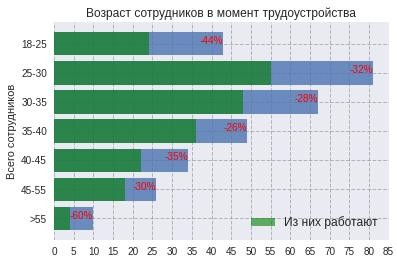 Возраст сотрудников в момент трудоустройства
Всего сотрудников
18-25 -44%
25-30 -32%
30-35 -28%
35-40 -26%
40-45 -35%
45-55 -30%
>55 -60%
Из них работают
0 5 10 15 20 25 30 35 40 45 50 55 60 65 70 75 80 85